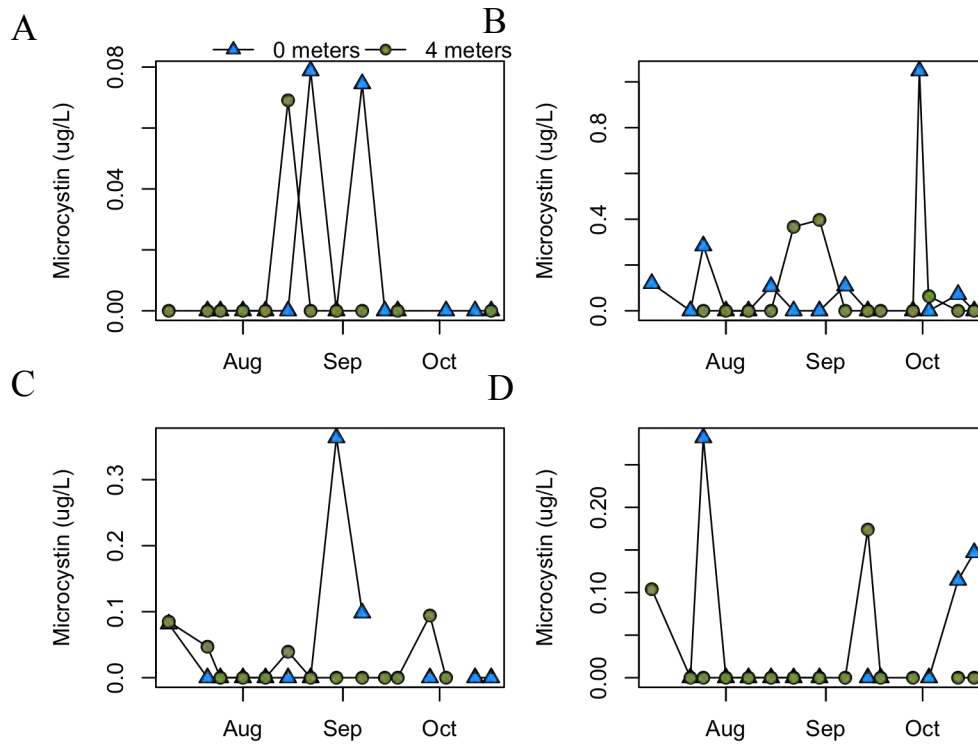 A
B
0 meters 4 meters
Microcystin (ug/L)
0.08
0.04
0.00
Aug Sep Oct
Microcystin (ug/L)
0.8
0.4
0.0
Aug Sep Oct
C
D
Microcystin (ug/L)
0.3
0.2
0.1
0.0
Aug Sep Oct
Microcystin (ug/L)
0.20
0.10
0.00
Aug Sep Oct